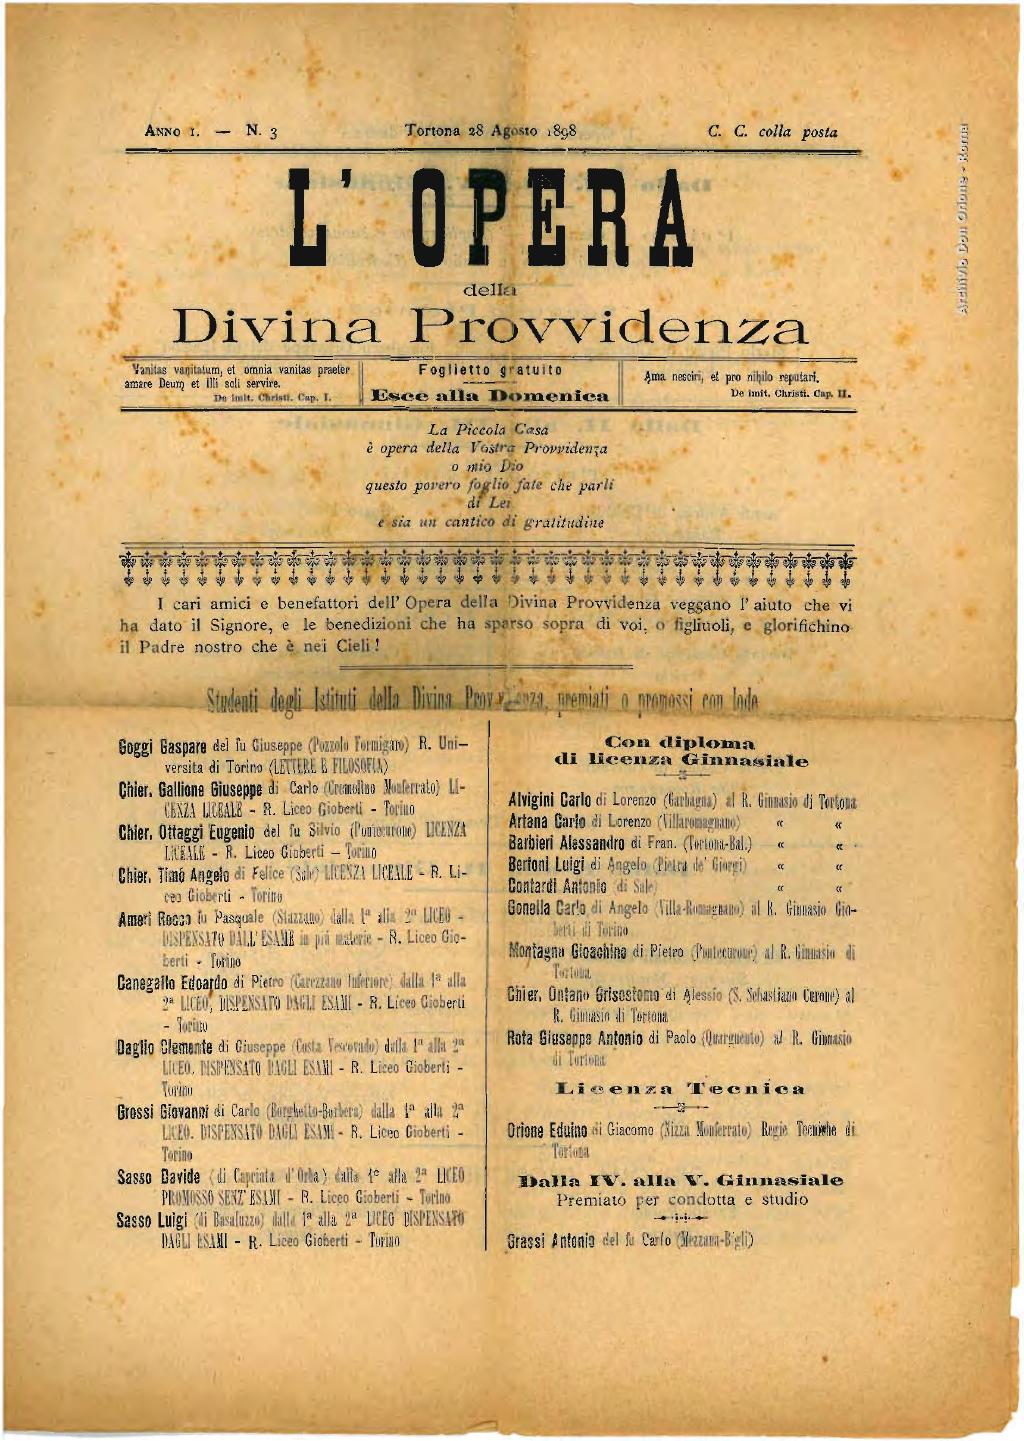 ANNO I. — N. 3
Tortona 28 Agosto 1898
C. C. colla posta
L' OPERA
della
Divina Provvidenza
Vanitas vanitatum, et omnia vanitas praeter
amare Deum et illi soli servire.
De imit. Christi. Cap. I.
Foglietto gratuito
Esce alla Domenica
Ama nesciri, et pro nihilo reputari.
De imit. Christi. Cap. II.
La Piccola Casa
è opera della Vostra Provvidenza
o mio Dio
questo povero foglio fate che parli
di Lei
e sia un cantico di gratitudine
I cari amici e benefattori dell' Opera della Divina Provvidenza veggano l' aiuto che vi
ha dato il Signore, e le benedizioni che ha sparso sopra di voi, o figliuoli, e glorifichino
il Padre nostro che è nei Cieli !
Studenti degli Istituti della Divina Provvidenza, premiati o promossi con lode
Goggi Gaspare del fu Giuseppe (Pozzolo Formigaro) R. Uni-
versita di Torino (LETTERE E FILOSOFIA)
Chier. Gallione Giuseppe di Carlo (Cremolino Monferrato) LI-
CENZA LICEALE - R. Liceo Gioberti - Torino
Chier. Ottaggi Eugenio del fu Silvio (Pontecurone) LICENZA
LICEALE - R. Liceo Gioberti - Torino
Chier. Timò Angelo di Felice (Sale) LICENZA LICEALE - R. Li-
ceo Gioberti - Torino
Ameri Rocco fu Pasquale (Stazzano) dalla 1ª alla 2ª LICEO -
DISPENSATO DALL' ESAME in più materie - R. Liceo Gio-
berti - Torino
Canegallo Edoardo di Pietro (Carezzano Inferiore) dalla 1ª alla
2ª LICEO, DISPENSATO DAGLI ESAMI - R. Liceo Gioberti
- Torino
Daglio Clemente di Giuseppe (Costa Vescovado) dalla 1ª alla 2ª
LICEO. DISPENSATO DAGLI ESAMI - R. Liceo Gioberti -
Torino
Grossi Giovanni di Carlo (Borghetto-Borbera) dalla 1ª alla 2ª
LICEO. DISPENSATO DAGLI ESAMI - R. Liceo Gioberti -
Torino
Sasso Davide (di Capriata d'Orba) dalla 1ª alla 2ª LICEO
PROMOSSO SENZ' ESAMI - R. Liceo Gioberti - Torino
Sasso Luigi (di Basaluzzo) dalla 1ª alla 2ª LICEO DISPENSATO
DAGLI ESAMI - R. Liceo Gioberti - Torino
Con diploma
di licenza Ginnasiale
Alvigini Carlo di Lorenzo (Garbagna) al R. Ginnasio di Tortona
Artana Carlo di Lorenzo (Villaromagnano) « «
Barbieri Alessandro di Fran. (Tortona-Bal.) « «
Bertoni Luigi di Angelo (Pietra de' Giorgi) « «
Contardi Antonio (di Sale) « «
Gonella Carlo di Angelo (Villa-Romagnano) al R. Ginnasio Gio-
berti di Torino
Montagna Gioachino di Pietro (Pontecurone) al R. Ginnasio di
Tortona
Chier. Ontano Grisostomo di Alessio (S. Sebastiano Curone) al
R. Ginnasio di Tortona
Rota Giuseppe Antonio di Paolo (Quargnento) al R. Ginnasio
di Tortona
Licenza Tecnica
Orione Eduino di Giacomo (Nizza Monferrato) Regie Tecniche di
Tortona
Dalla IV. alla V. Ginnasiale
Premiato per condotta e studio
Grassi Antonio del fu Carlo (Mezzana-Bigli)
Archivio Don Orione - Roma